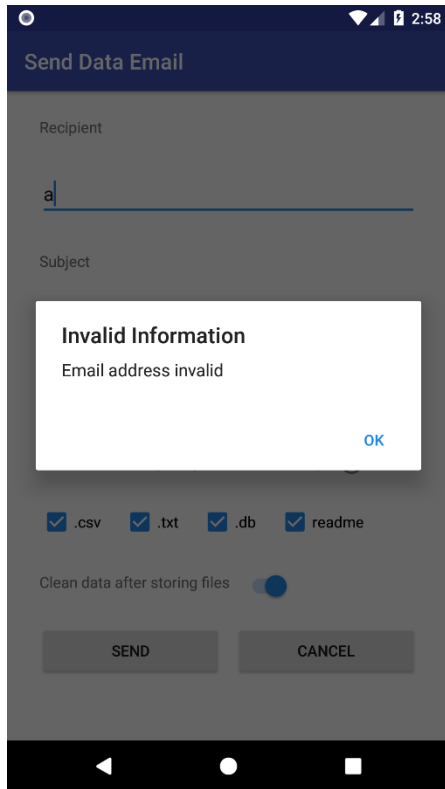 2:58
Send Data Email
Recipient
a
Subject
Invalid Information
Email address invalid
OK
.csv .txt .db readme
Clean data after storing files
SEND CANCEL